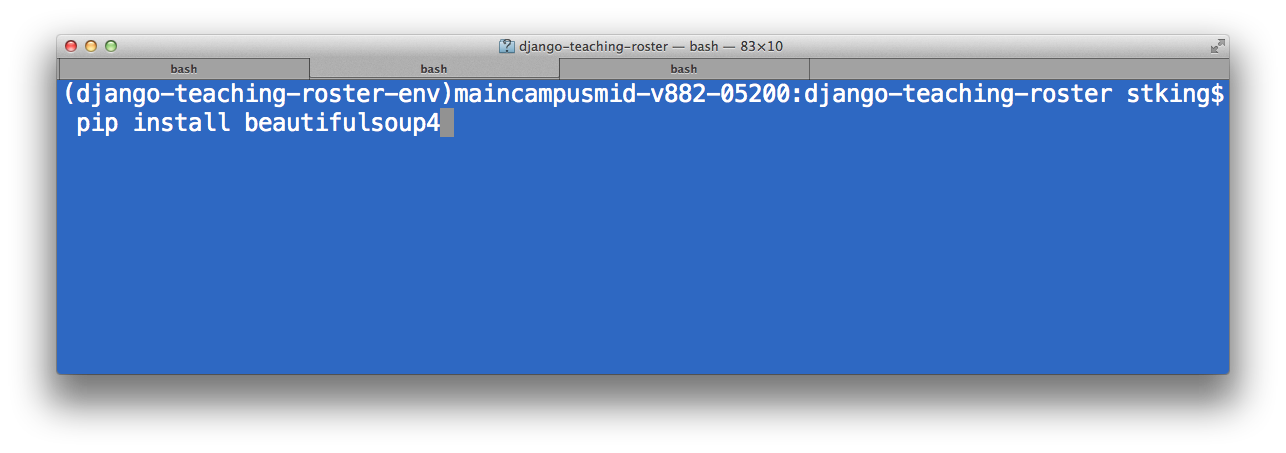 django-teaching-roster — bash — 83×10
bash bash bash
(django-teaching-roster-env)maincampusmid-v882-05200:django-teaching-roster stking$
pip install beautifulsoup4